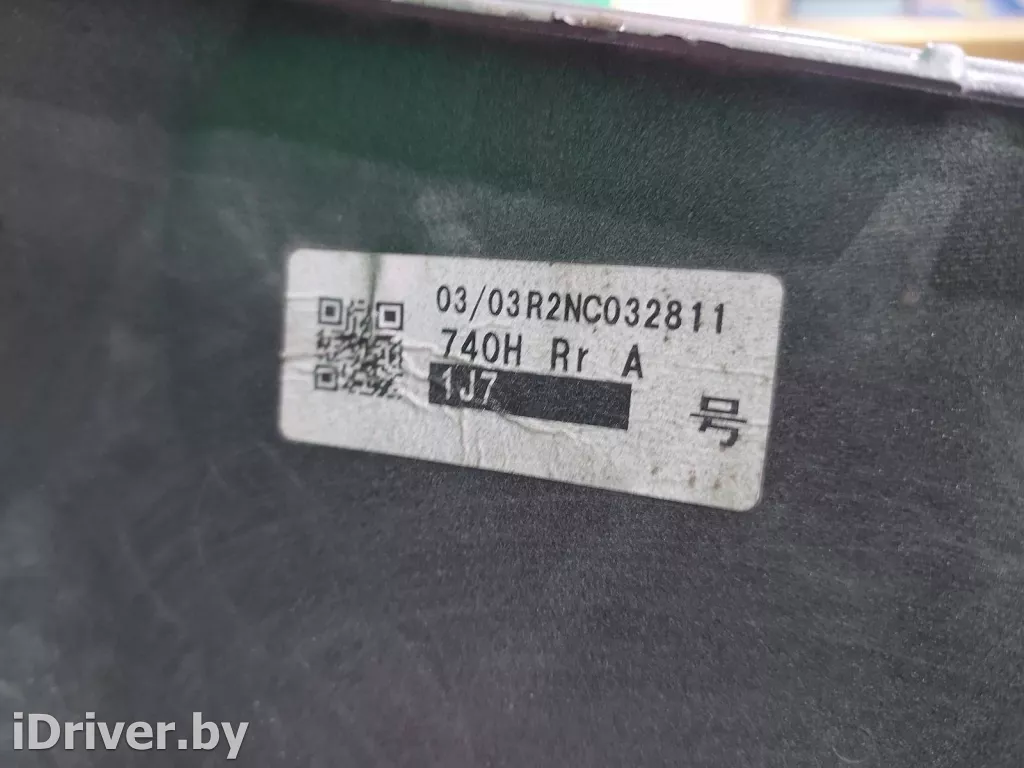 03/03R2NC032811
740H Rr A
1J7
号
iDriver.by